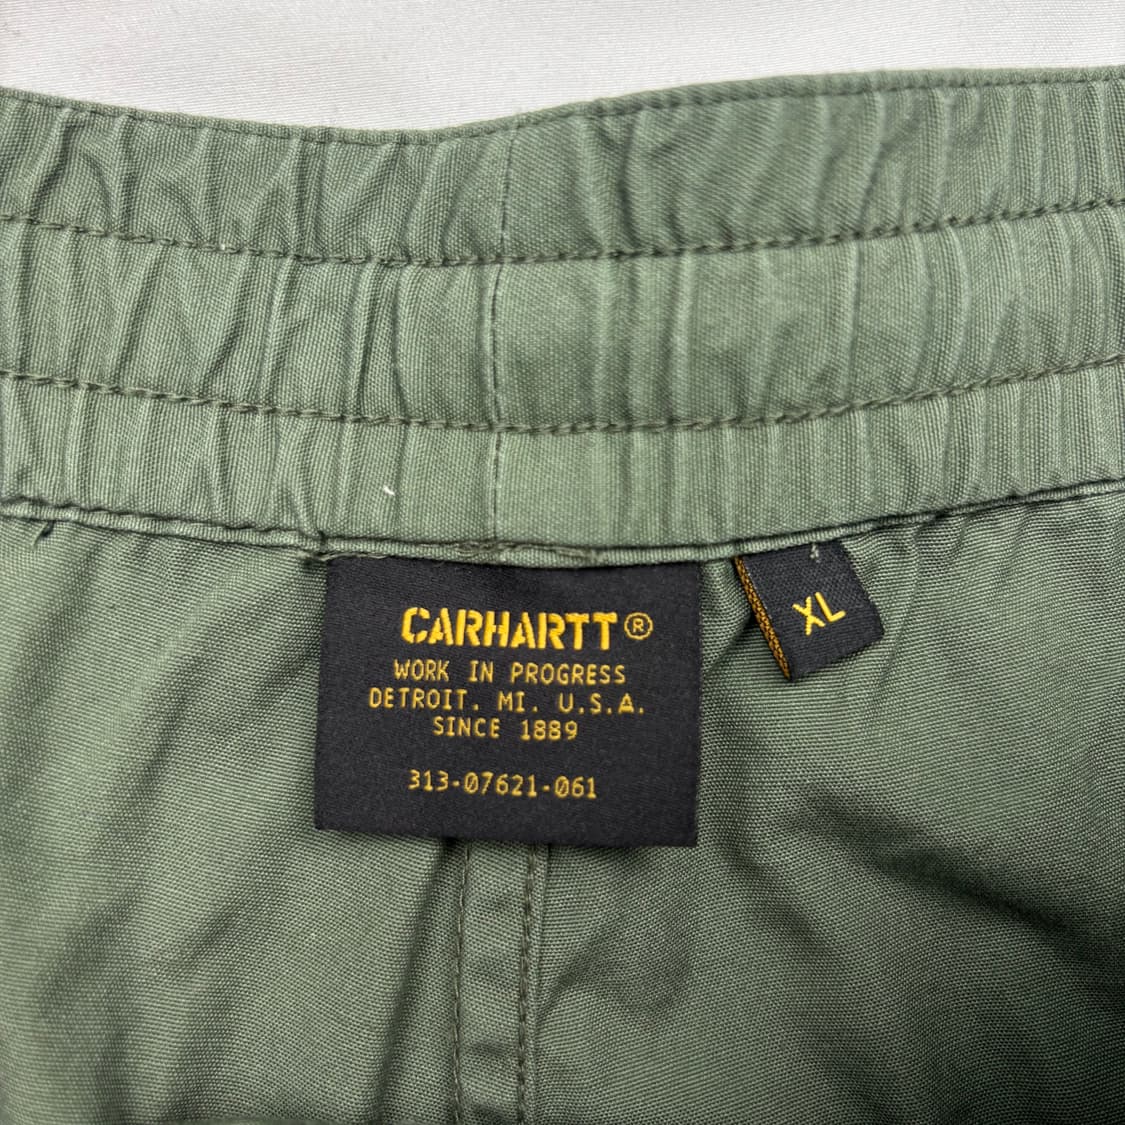 CARHARTT®
WORK IN PROGRESS
DETROIT. MI. U.S.A.
SINCE 1889
313-07621-061
XL